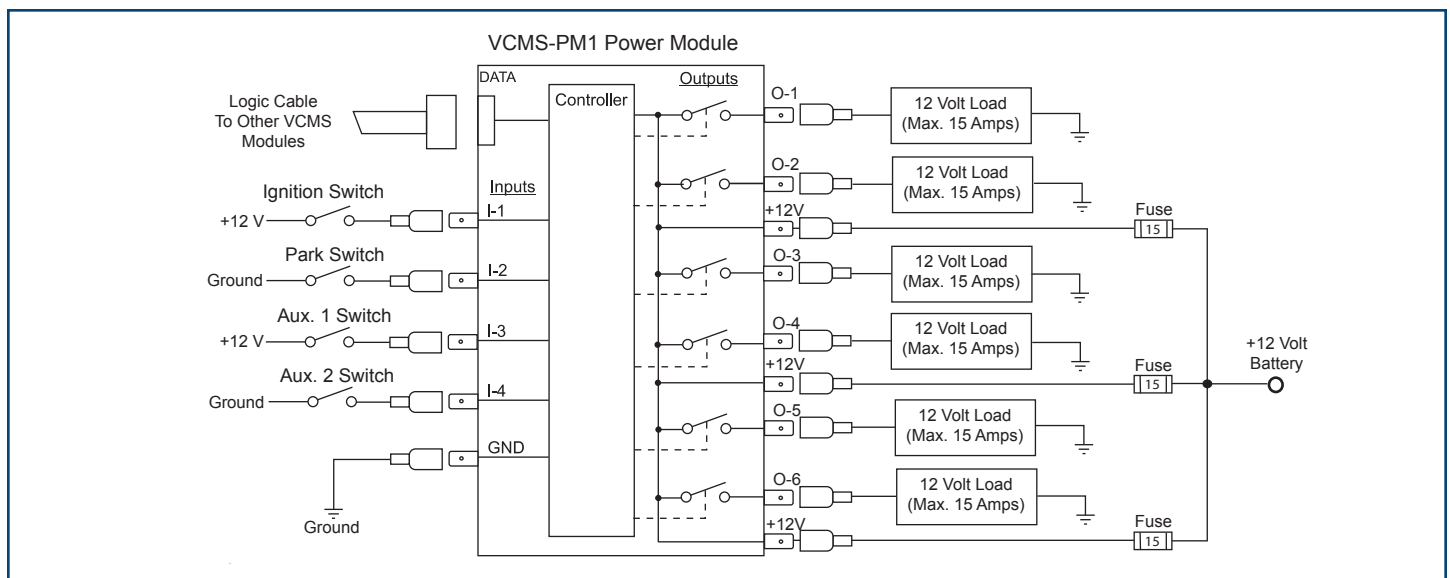 VCMS-PM1 Power Module
DATA
Outputs
Controller
Logic Cable
To Other VCMS
Modules
Inputs
Ignition Switch
+12 V
I-1
Park Switch
Ground
I-2
Aux. 1 Switch
+12 V
I-3
Aux. 2 Switch
Ground
I-4
GND
Ground
O-1
12 Volt Load
(Max. 15 Amps)
O-2
12 Volt Load
(Max. 15 Amps)
+12V
Fuse
15
O-3
12 Volt Load
(Max. 15 Amps)
O-4
12 Volt Load
(Max. 15 Amps)
+12V
Fuse
15
+12 Volt
Battery
O-5
12 Volt Load
(Max. 15 Amps)
O-6
12 Volt Load
(Max. 15 Amps)
+12V
Fuse
15